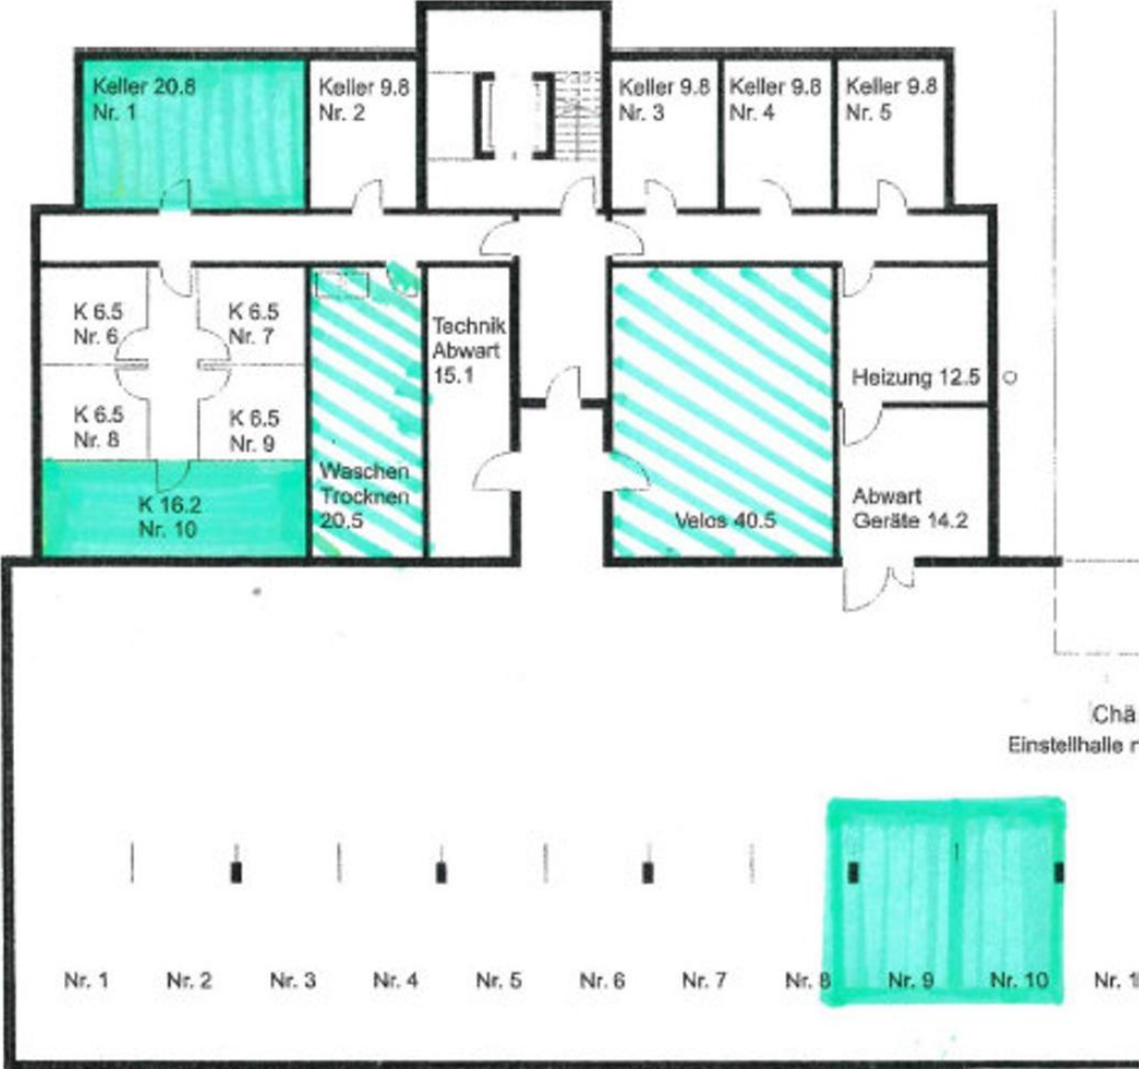 Keller 20.8
Nr. 1
Keller 9.8
Nr. 2
Keller 9.8
Nr. 3
Keller 9.8
Nr. 4
Keller 9.8
Nr. 5
K 6.5
Nr. 6
K 6.5
Nr. 7
Technik
Abwart
15.1
Heizung 12.5
K 6.5
Nr. 8
K 6.5
Nr. 9
K 16.2
Nr. 10
Waschen
Trocknen
20.5
Velos 40.5
Abwart
Geräte 14.2
Chä
Einstellhalle
Nr. 1
Nr. 2
Nr. 3
Nr. 4
Nr. 5
Nr. 6
Nr. 7
Nr. 8
Nr. 9
Nr. 10
Nr. 1